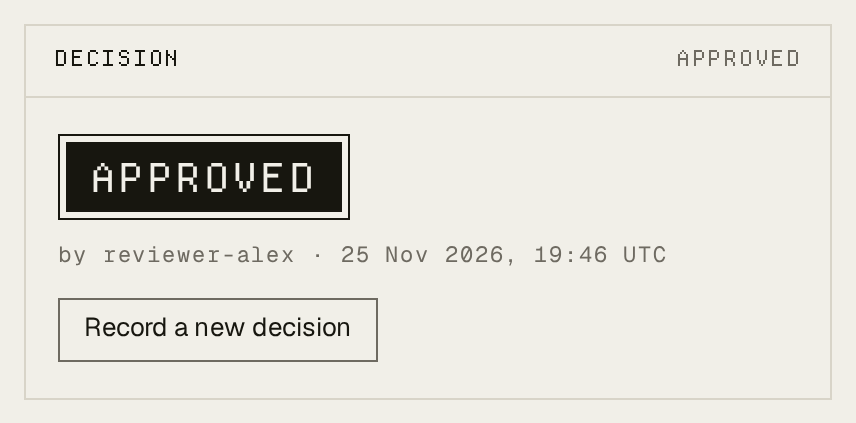 DECISION APPROVED
APPROVED
by reviewer-alex · 25 Nov 2026, 19:46 UTC
Record a new decision